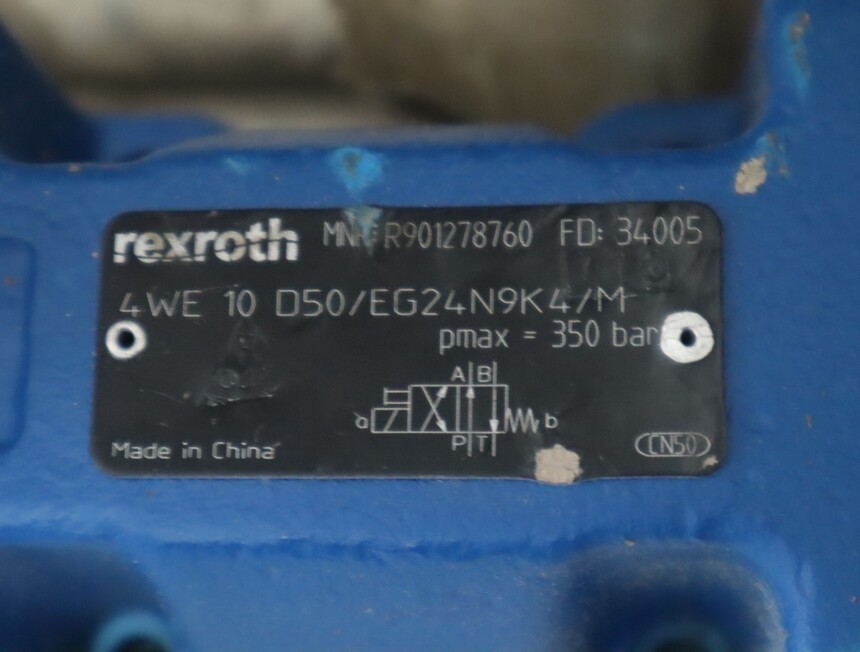 rexroth MNR: R901278760 FD: 34005
4WE 10 D50/EG24N9K4/M
pmax = 350 bar
A B
a b
P T
Made in China CN50